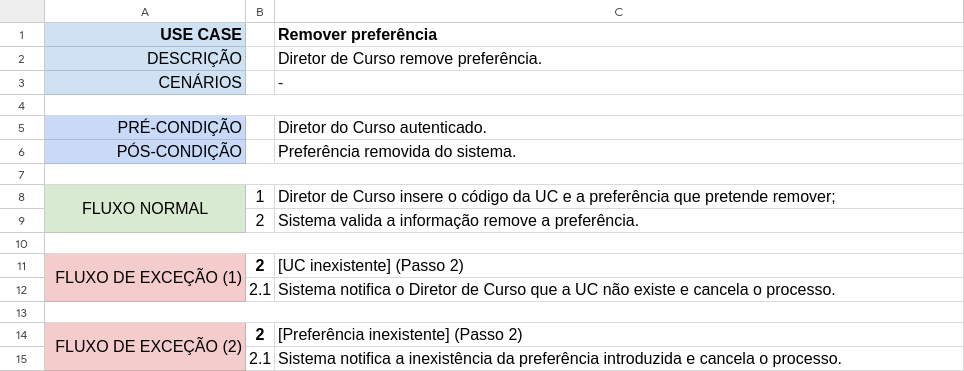 A B C
1 USE CASE Remover preferência
2 DESCRIÇÃO Diretor de Curso remove preferência.
3 CENÁRIOS -
4
5 PRÉ-CONDIÇÃO Diretor do Curso autenticado.
6 PÓS-CONDIÇÃO Preferência removida do sistema.
7
8 FLUXO NORMAL 1 Diretor de Curso insere o código da UC e a preferência que pretende remover;
9 2 Sistema valida a informação remove a preferência.
10
11 FLUXO DE EXCEÇÃO (1) 2 [UC inexistente] (Passo 2)
12 2.1 Sistema notifica o Diretor de Curso que a UC não existe e cancela o processo.
13
14 FLUXO DE EXCEÇÃO (2) 2 [Preferência inexistente] (Passo 2)
15 2.1 Sistema notifica a inexistência da preferência introduzida e cancela o processo.